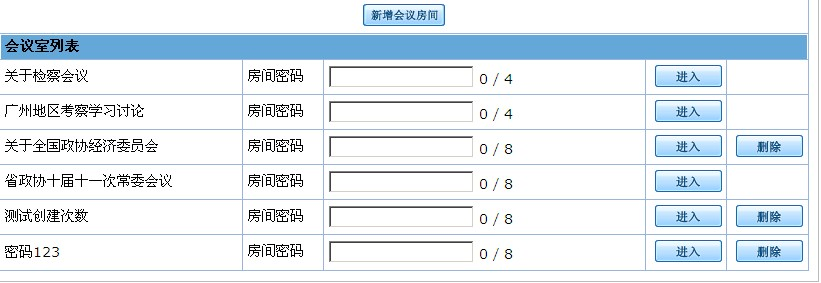 新增会议房间
会议室列表
关于检察会议 房间密码 0 / 4 进入
广州地区考察学习讨论 房间密码 0 / 4 进入
关于全国政协经济委员会 房间密码 0 / 8 进入 删除
省政协十届十一次常委会议 房间密码 0 / 8 进入
测试创建次数 房间密码 0 / 8 进入 删除
密码123 房间密码 0 / 8 进入 删除